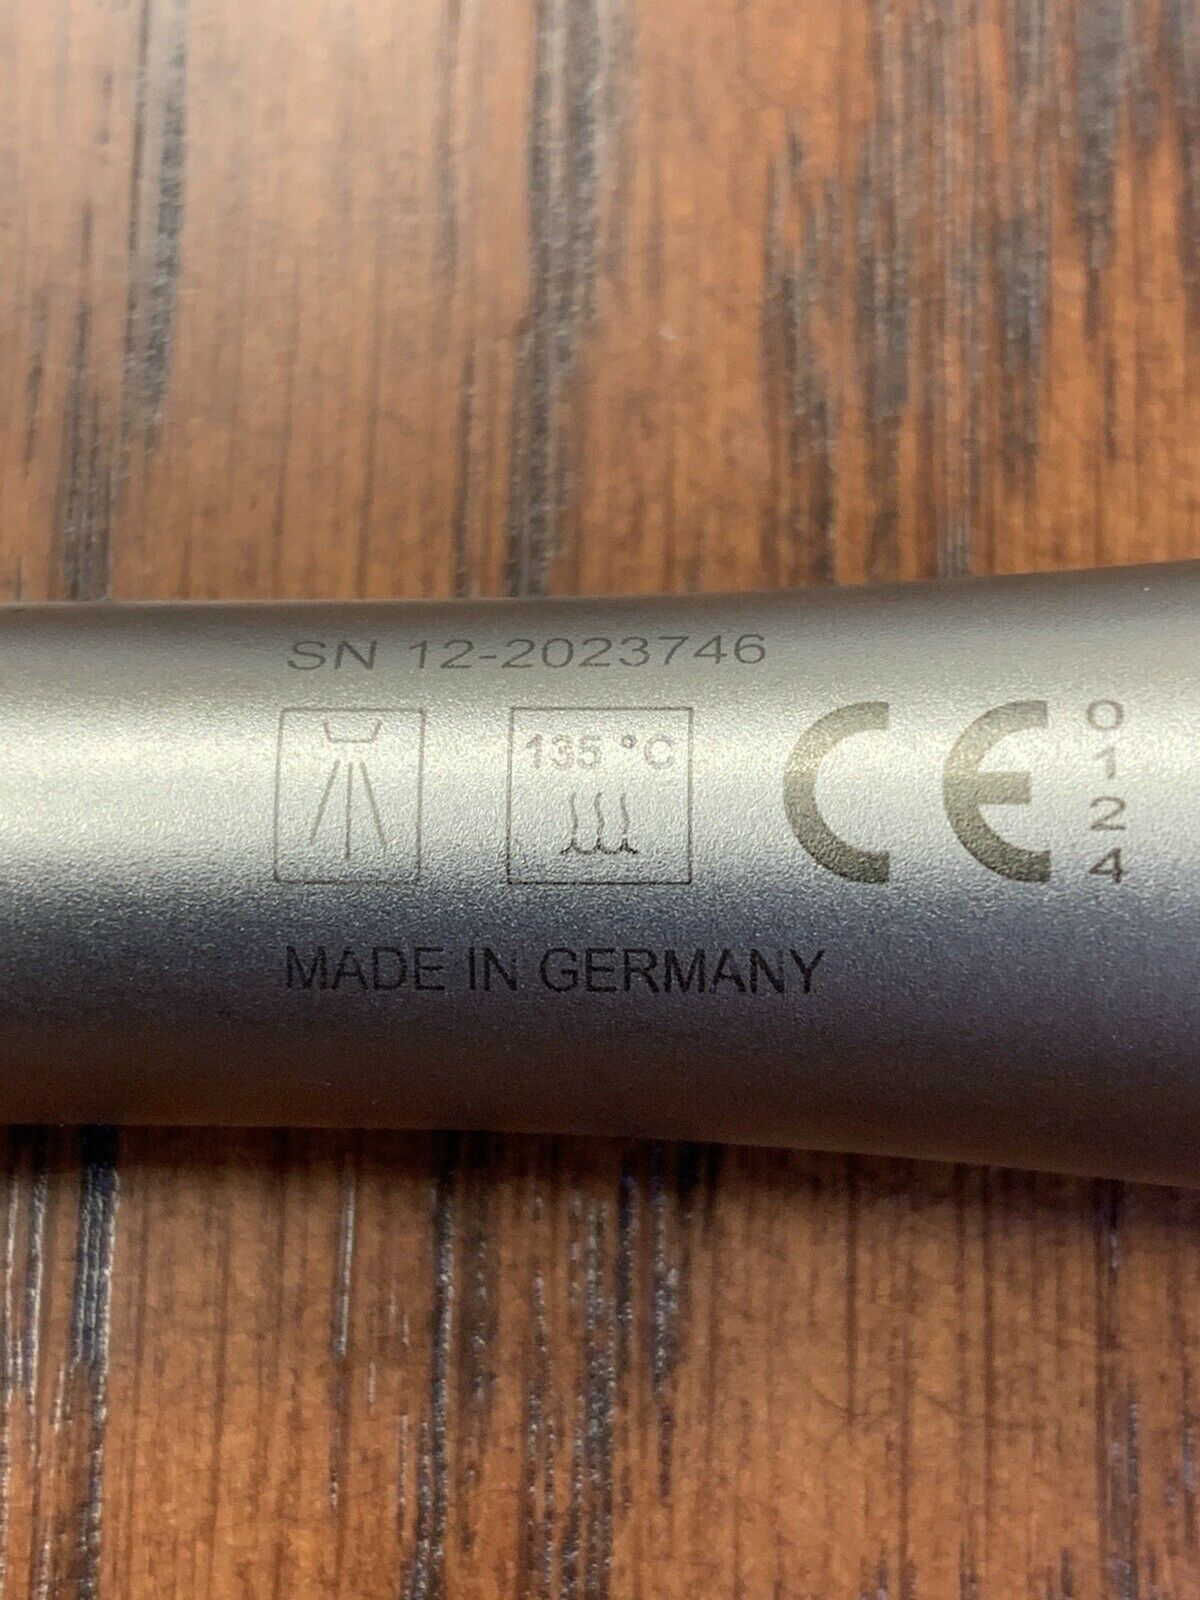 SN 12-2023746
135 °C
CE 0124
MADE IN GERMANY